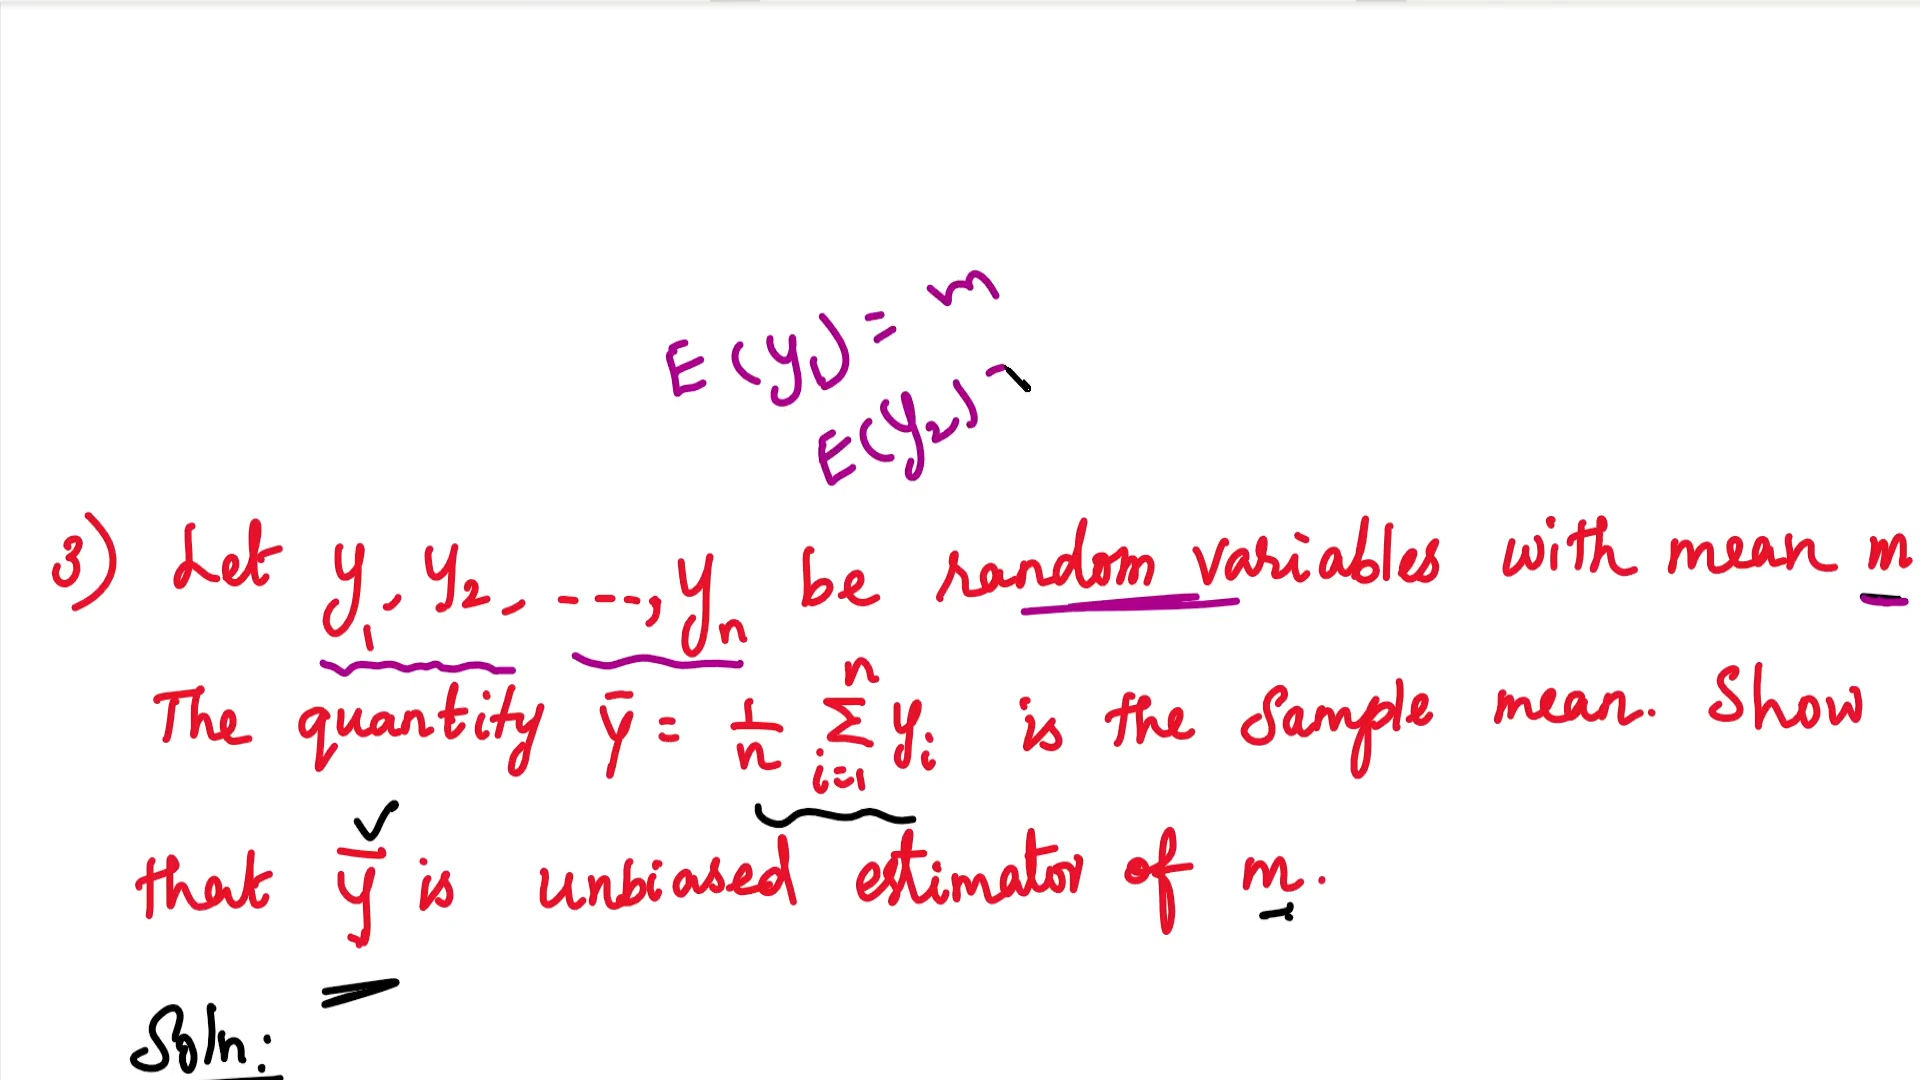 E(y₁) = m
E(y₂) =
3) Let y₁, y₂, ---, yₙ be random variables with mean m
The quantity ȳ = 1/n Σᵢ₌₁ⁿ yᵢ is the sample mean. Show
that ȳ is unbiased estimator of m.
Soln: